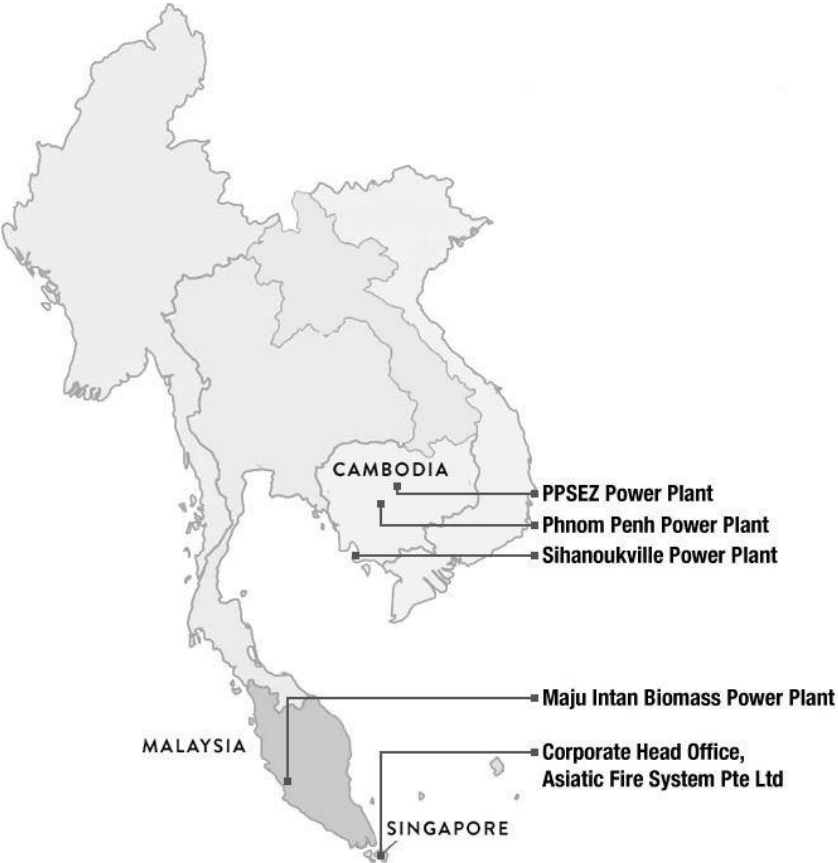 CAMBODIA
PPSEZ Power Plant
Phnom Penh Power Plant
Sihanoukville Power Plant
Maju Intan Biomass Power Plant
MALAYSIA
Corporate Head Office,
Asiatic Fire System Pte Ltd
SINGAPORE